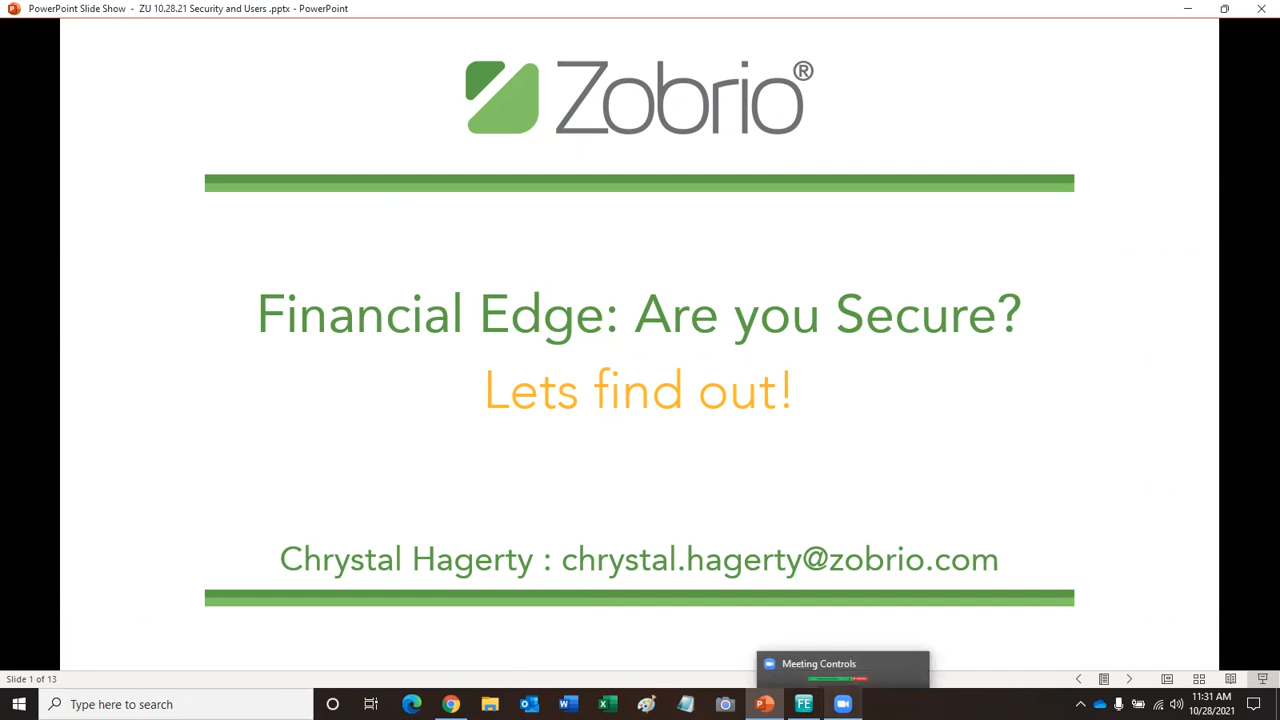 PowerPoint Slide Show - ZU 10.28.21 Security and Users .pptx - PowerPoint
Zobrio®
Financial Edge: Are you Secure?
Lets find out!
Chrystal Hagerty : chrystal.hagerty@zobrio.com
Meeting Controls
Slide 1 of 13
Type here to search
FE
11:31 AM
10/28/2021